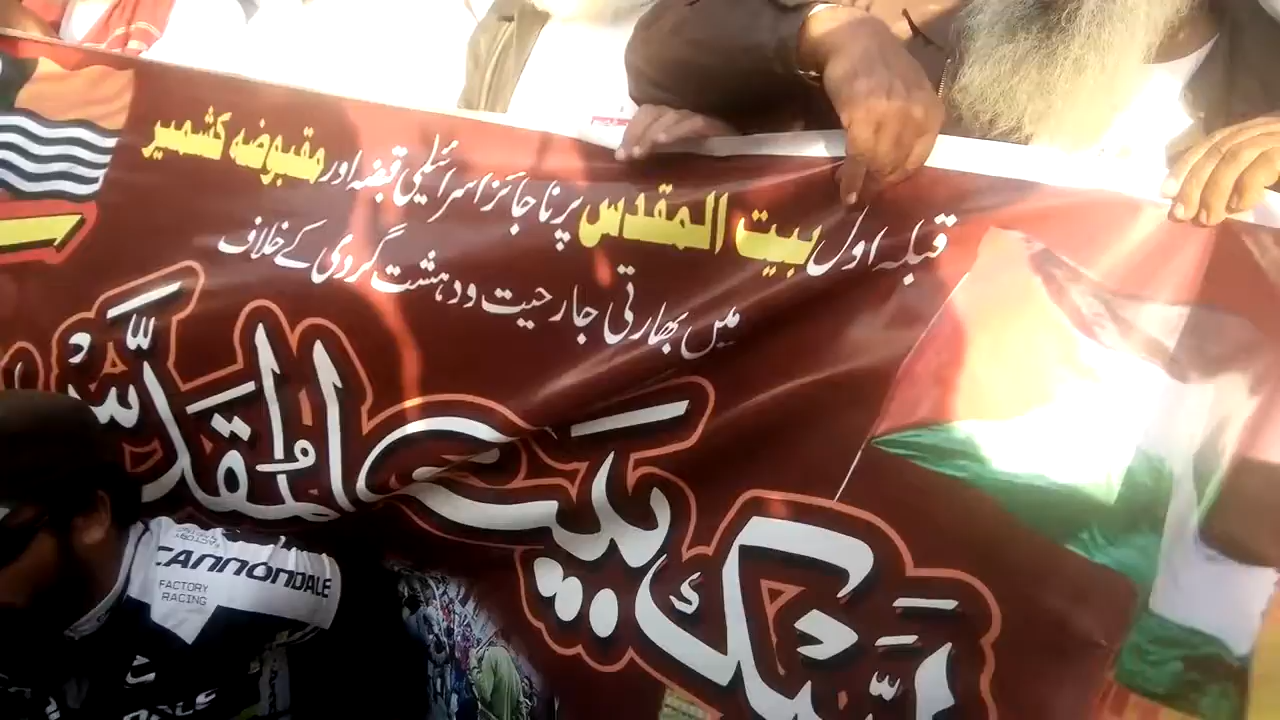 قبلہ اول بیت المقدس پر ناجائز اسرائیلی قبضہ اور مقبوضہ کشمیر
میں بھارتی جارحیت و دہشت گردی کے خلاف
لبیک بیت المقدس
CANNONDALE
FACTORY
RACING